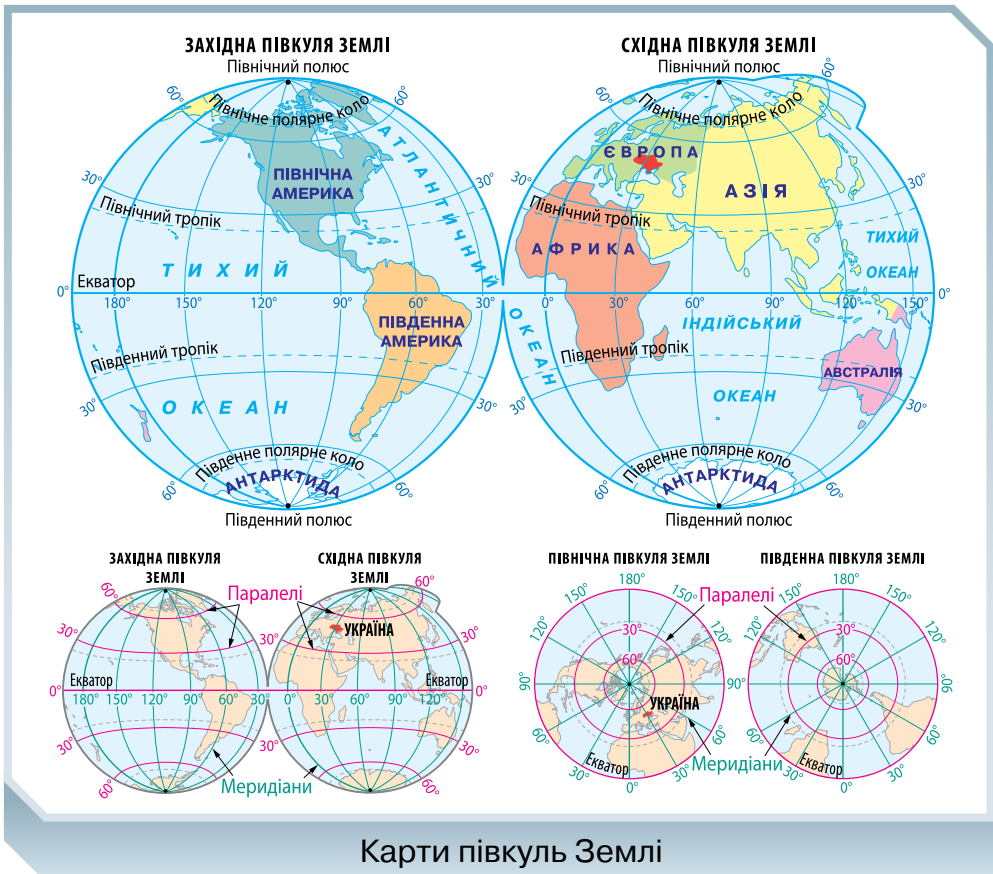 ЗАХІДНА ПІВКУЛЯ ЗЕМЛІ
Північний полюс
60°
60°
Північне полярне коло
АТЛАНТИЧНИЙ
ПІВНІЧНА
АМЕРИКА
30°
30°
Північний тропік
ТИХИЙ
Екватор
0°
180°
150°
120°
90°
60°
30°
ПІВДЕННА
АМЕРИКА
Південний тропік
30°
30°
ОКЕАН
ОКЕАН
Південне полярне коло
60°
60°
АНТАРКТИДА
Південний полюс
СХІДНА ПІВКУЛЯ ЗЕМЛІ
Північний полюс
60°
60°
Північне полярне коло
ЄВРОПА
АЗІЯ
30°
30°
Північний тропік
АФРИКА
ТИХИЙ
ОКЕАН
0°
30°
60°
90°
120°
150°
0°
ІНДІЙСЬКИЙ
Південний тропік
АВСТРАЛІЯ
ОКЕАН
30°
30°
Південне полярне коло
60°
60°
АНТАРКТИДА
Південний полюс
ЗАХІДНА ПІВКУЛЯ
ЗЕМЛІ
СХІДНА ПІВКУЛЯ
ЗЕМЛІ
60°
Паралелі
60°
УКРАЇНА
30°
30°
30°
Екватор
Екватор
0°
180°
150°
120°
90°
60°
30°
0°
30°
60°
90°
120°
0°
30°
30°
30°
60°
Меридіани
60°
ПІВНІЧНА ПІВКУЛЯ ЗЕМЛІ
ПІВДЕННА ПІВКУЛЯ ЗЕМЛІ
180°
180°
150°
150°
Паралелі
150°
150°
120°
120°
120°
120°
30°
30°
60°
60°
90°
90°
90°
УКРАЇНА
60°
60°
60°
60°
Меридіани
Екватор
Екватор
30°
30°
30°
30°
0°
0°
Карти півкуль Землі